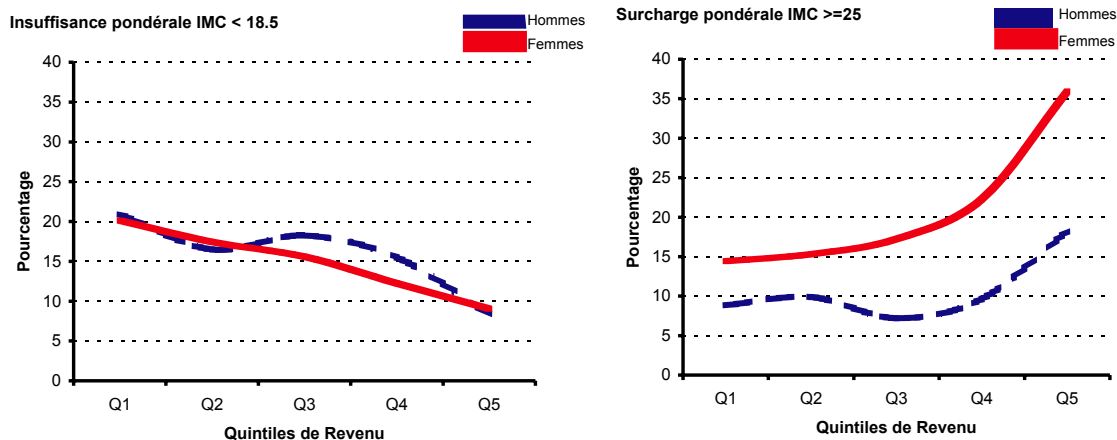 Insuffisance pondérale IMC < 18.5
Hommes
Femmes
40
35
30
25
20
15
10
5
0
Pourcentage
Q1 Q2 Q3 Q4 Q5
Quintiles de Revenu
Surcharge pondérale IMC >=25
Hommes
Femmes
40
35
30
25
20
15
10
5
0
Pourcentage
Q1 Q2 Q3 Q4 Q5
Quintiles de Revenu